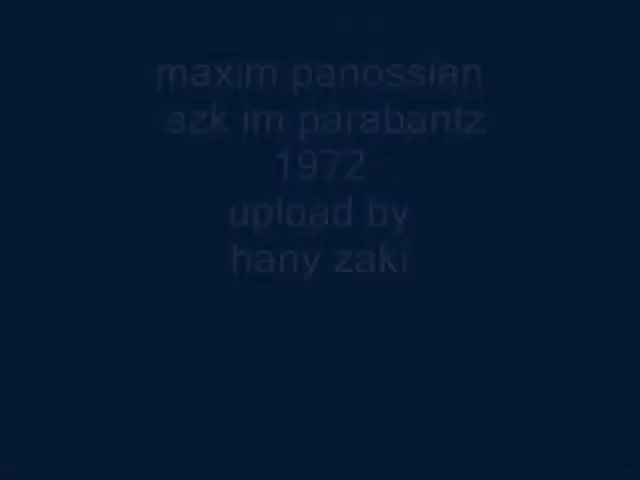 maxim panossian
azk im parabantz
1972
upload by
hany zaki